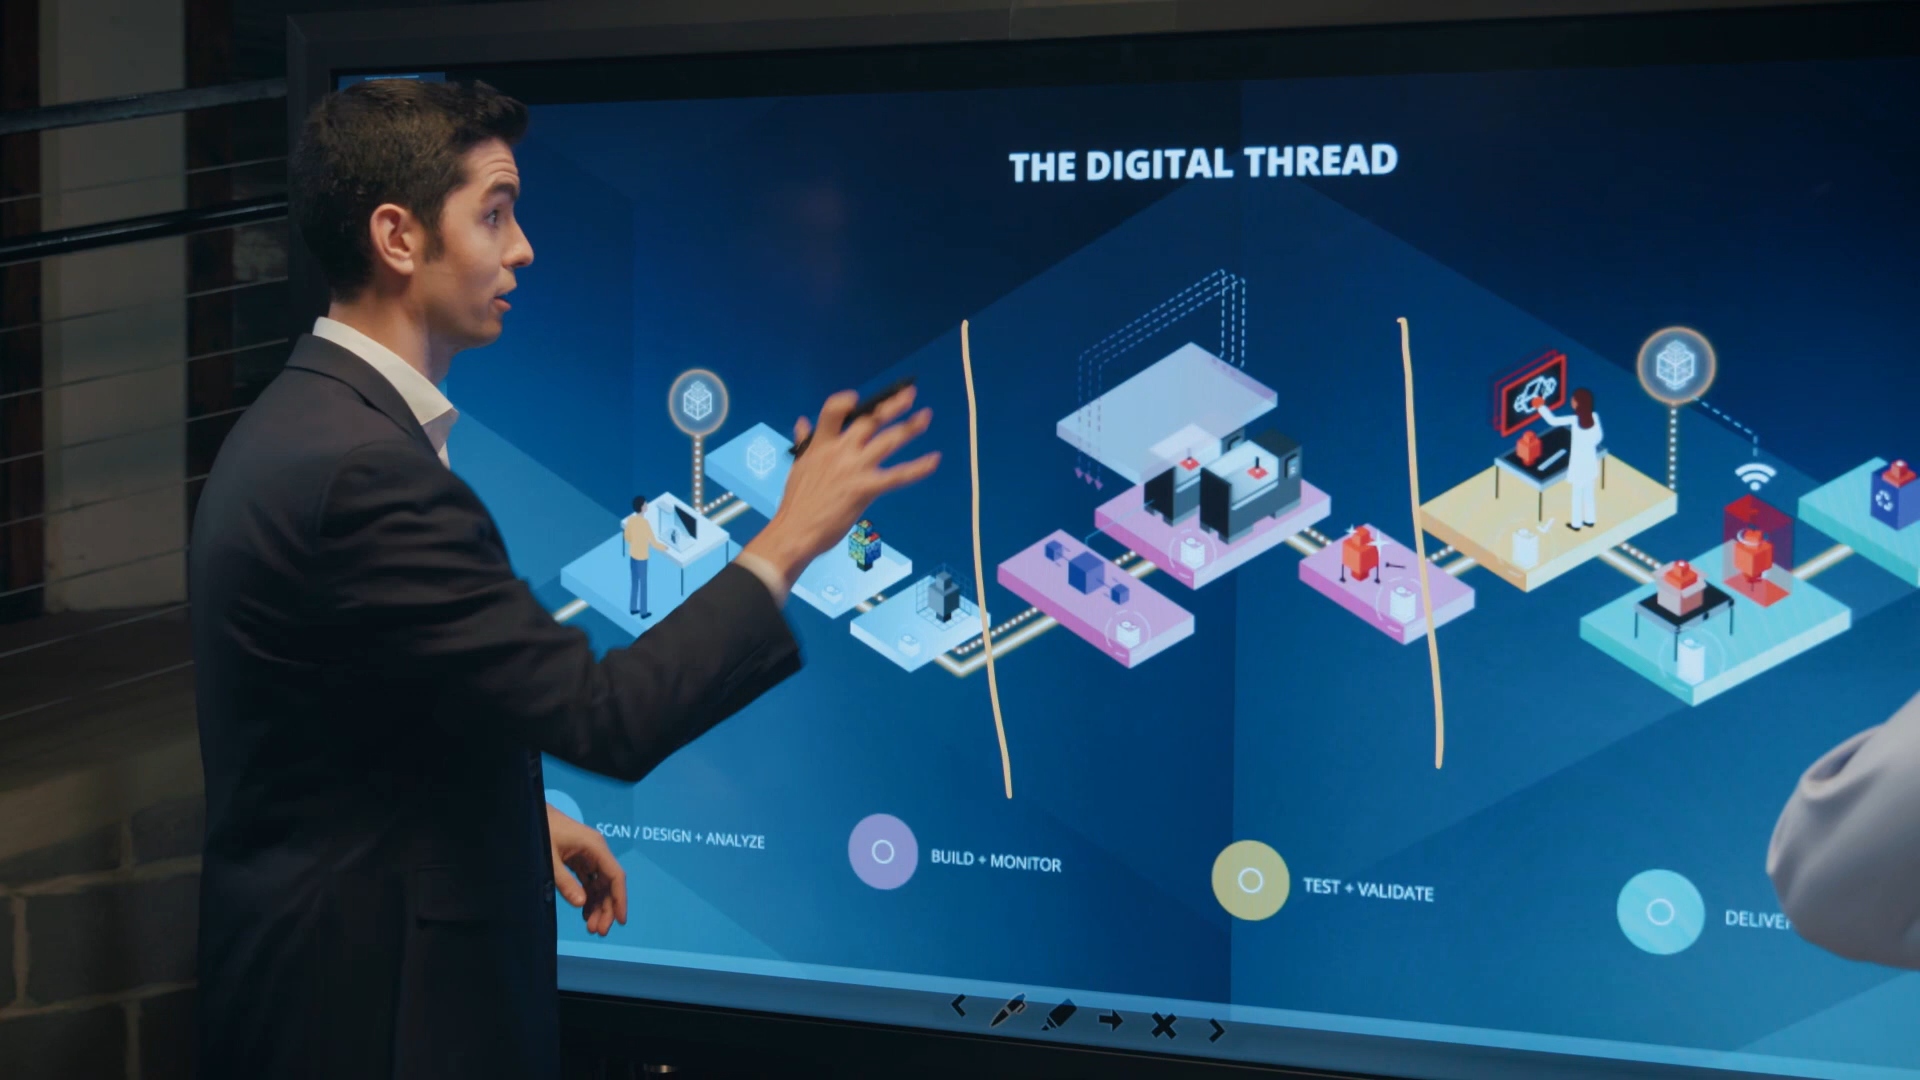 THE DIGITAL THREAD
SCAN / DESIGN + ANALYZE
BUILD + MONITOR
TEST + VALIDATE